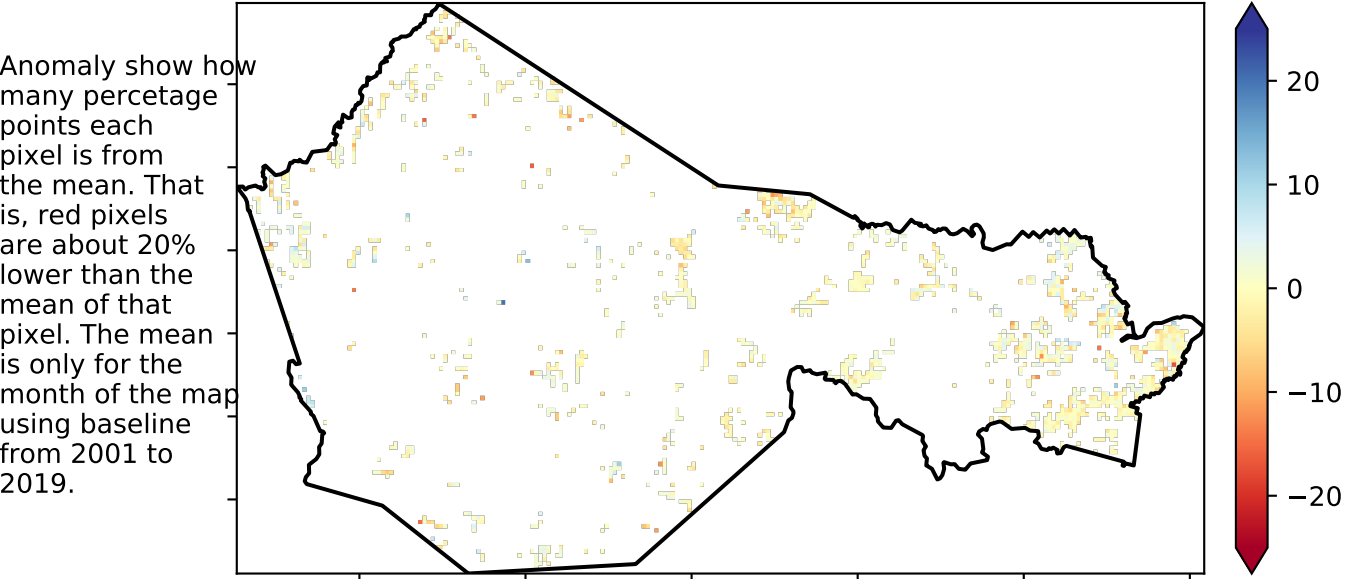 Anomaly show how
many percetage
points each
pixel is from
the mean. That
is, red pixels
are about 20%
lower than the
mean of that
pixel. The mean
is only for the
month of the map
using baseline
from 2001 to
2019.
20
10
0
−10
−20